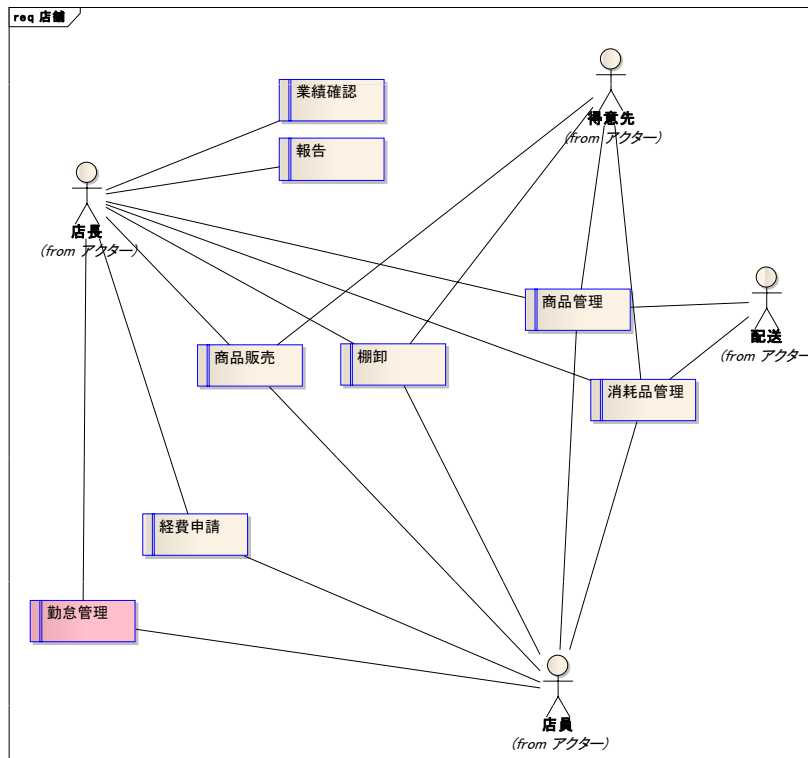 req 店舗
業績確認
報告
得意先
(from アクター)
店長
(from アクター)
商品管理
配送
(from アクター)
商品販売
棚卸
消耗品管理
経費申請
勤怠管理
店員
(from アクター)